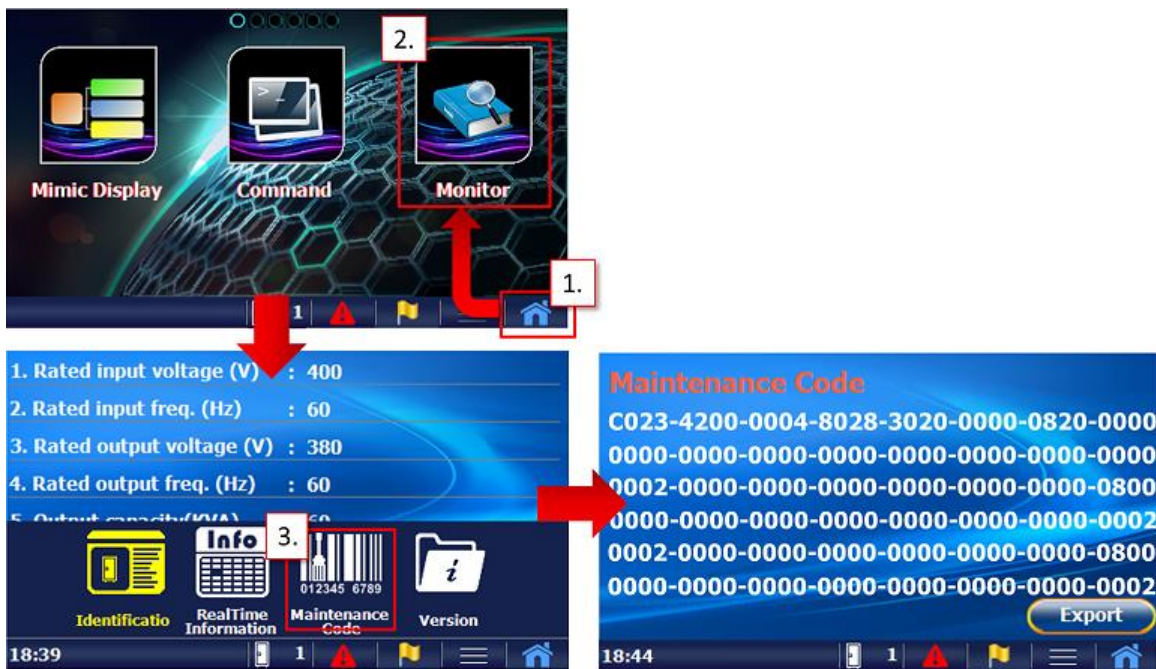 2.
Mimic Display
Command
Monitor
1.
1
1. Rated input voltage (V) : 400
2. Rated input freq. (Hz) : 60
3. Rated output voltage (V) : 380
4. Rated output freq. (Hz) : 60
5. Output capacity(KVA) 60
Info
3.
012345 6789
i
Identificatio
RealTime
Information
Maintenance
Code
Version
18:39
1
Maintenance Code
C023-4200-0004-8028-3020-0000-0820-0000
0000-0000-0000-0000-0000-0000-0000-0000
0002-0000-0000-0000-0000-0000-0000-0800
0000-0000-0000-0000-0000-0000-0000-0002
0002-0000-0000-0000-0000-0000-0000-0800
0000-0000-0000-0000-0000-0000-0000-0002
Export
18:44
1